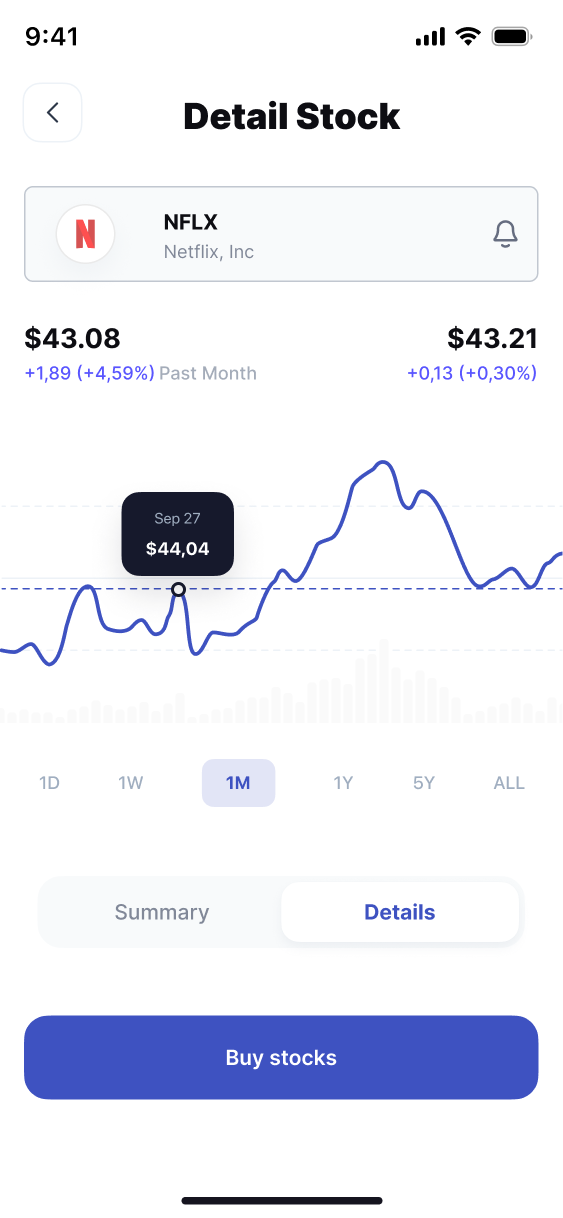 9:41
Detail Stock
N
NFLX
Netflix, Inc
$43.08
$43.21
+1,89 (+4,59%) Past Month
+0,13 (+0,30%)
Sep 27
$44,04
1D 1W 1M 1Y 5Y ALL
Summary Details
Buy stocks